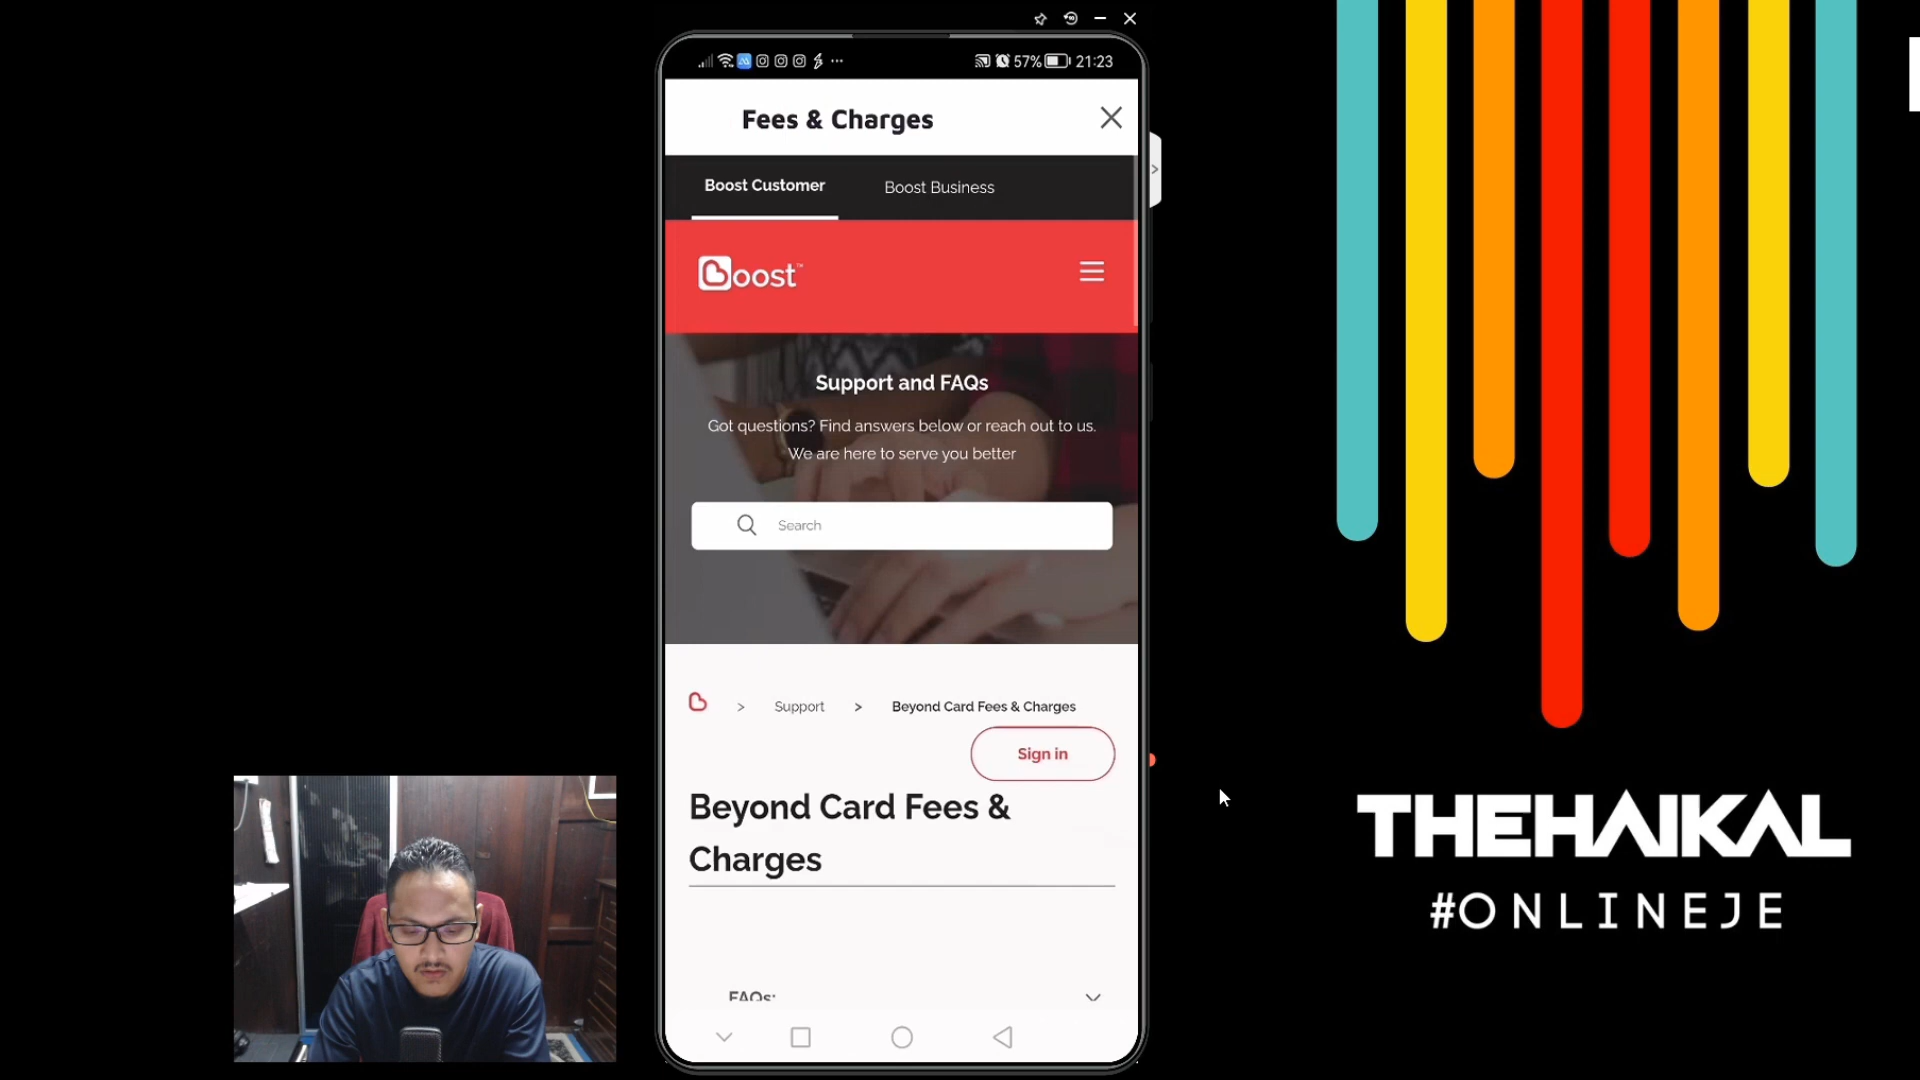 57% 21:23
Fees & Charges
Boost Customer
Boost Business
Boost™
Support and FAQs
Got questions? Find answers below or reach out to us.
We are here to serve you better
Search
> Support > Beyond Card Fees & Charges
Sign in
Beyond Card Fees &
Charges
FAQs:
THEHAIKAL
#ONLINEJE